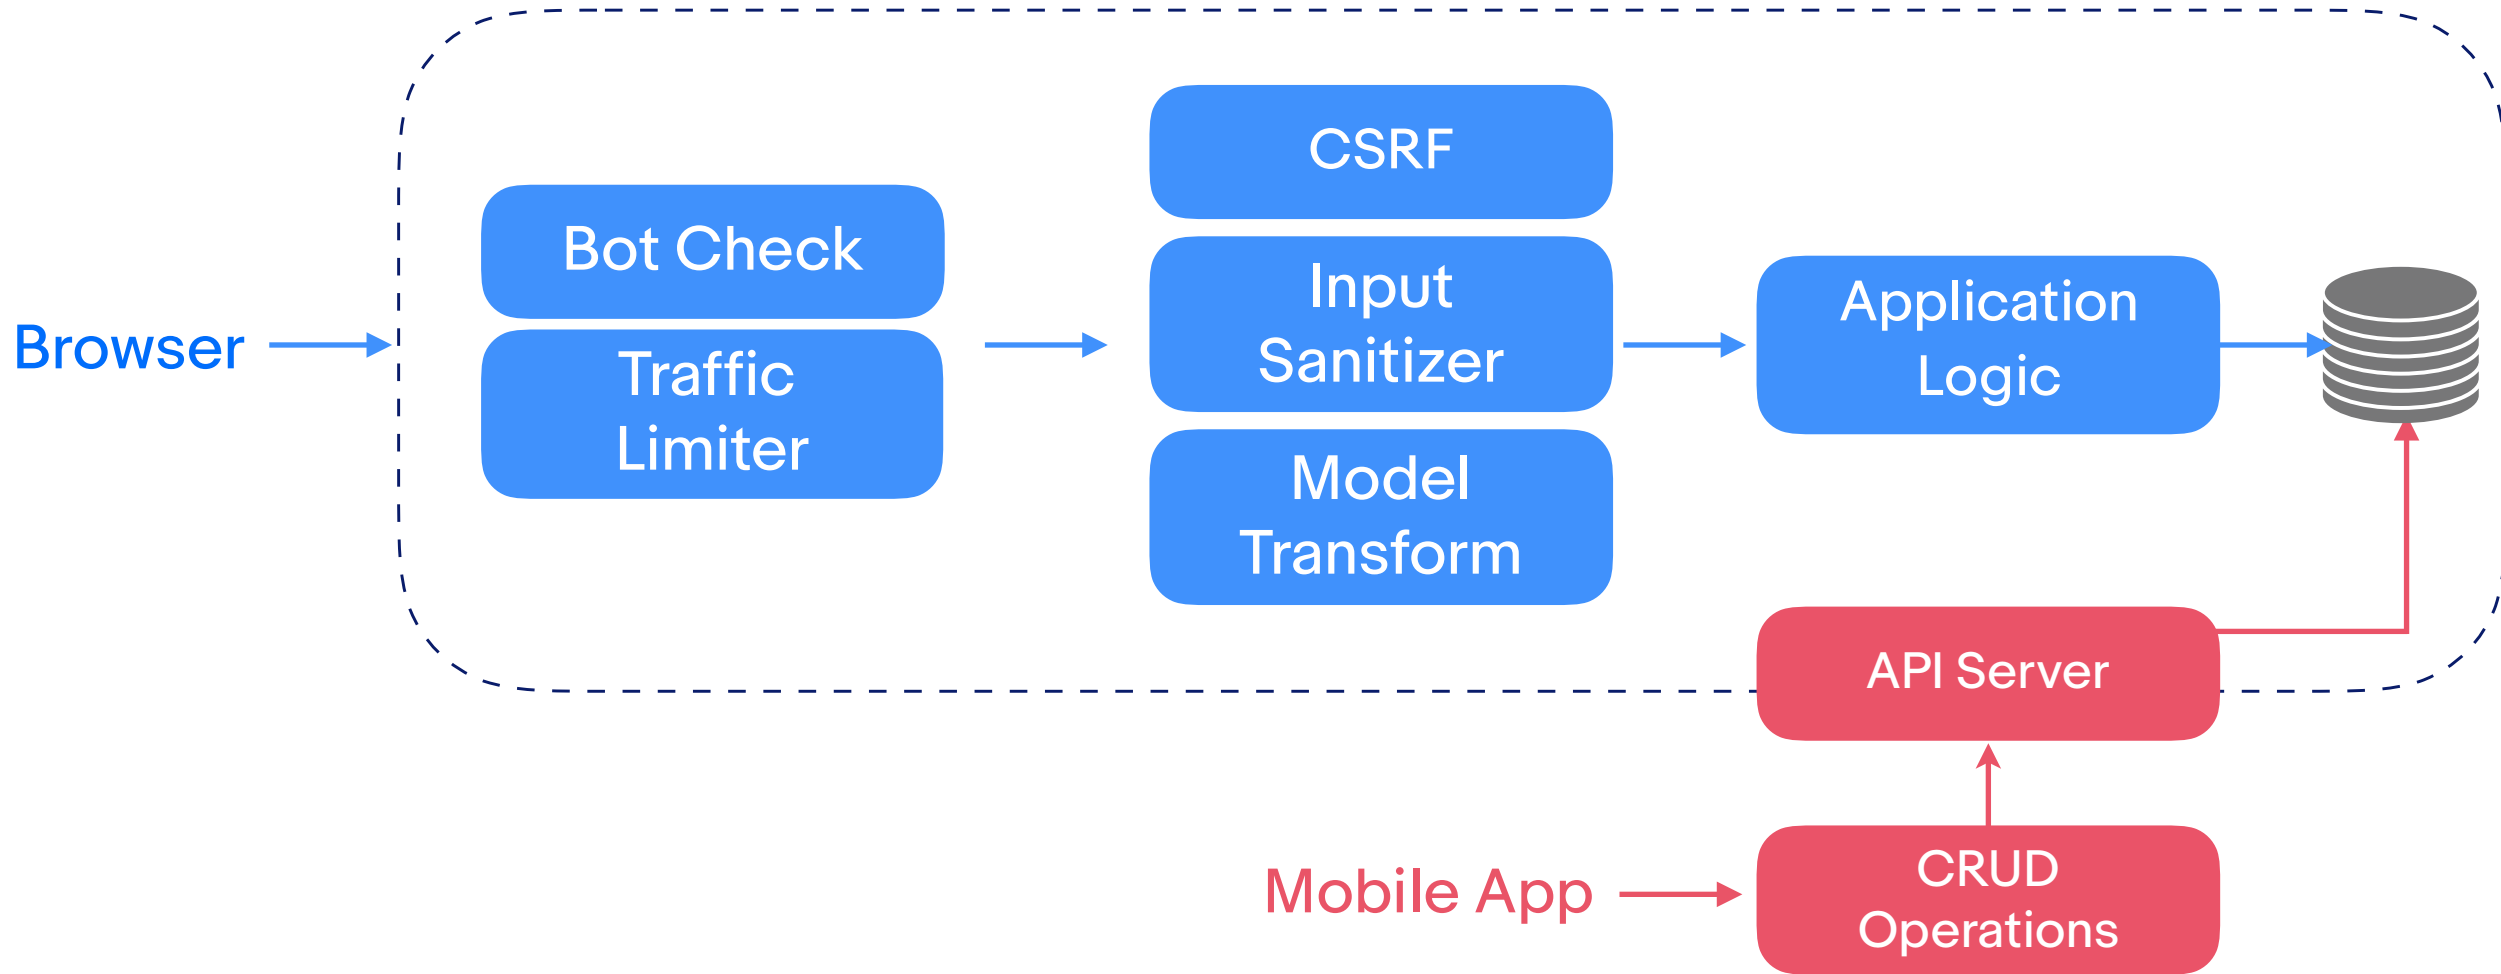 Browser
Bot Check
Traffic
Limiter
CSRF
Input
Sanitizer
Model
Transform
Application
Logic
API Server
Mobile App
CRUD
Operations